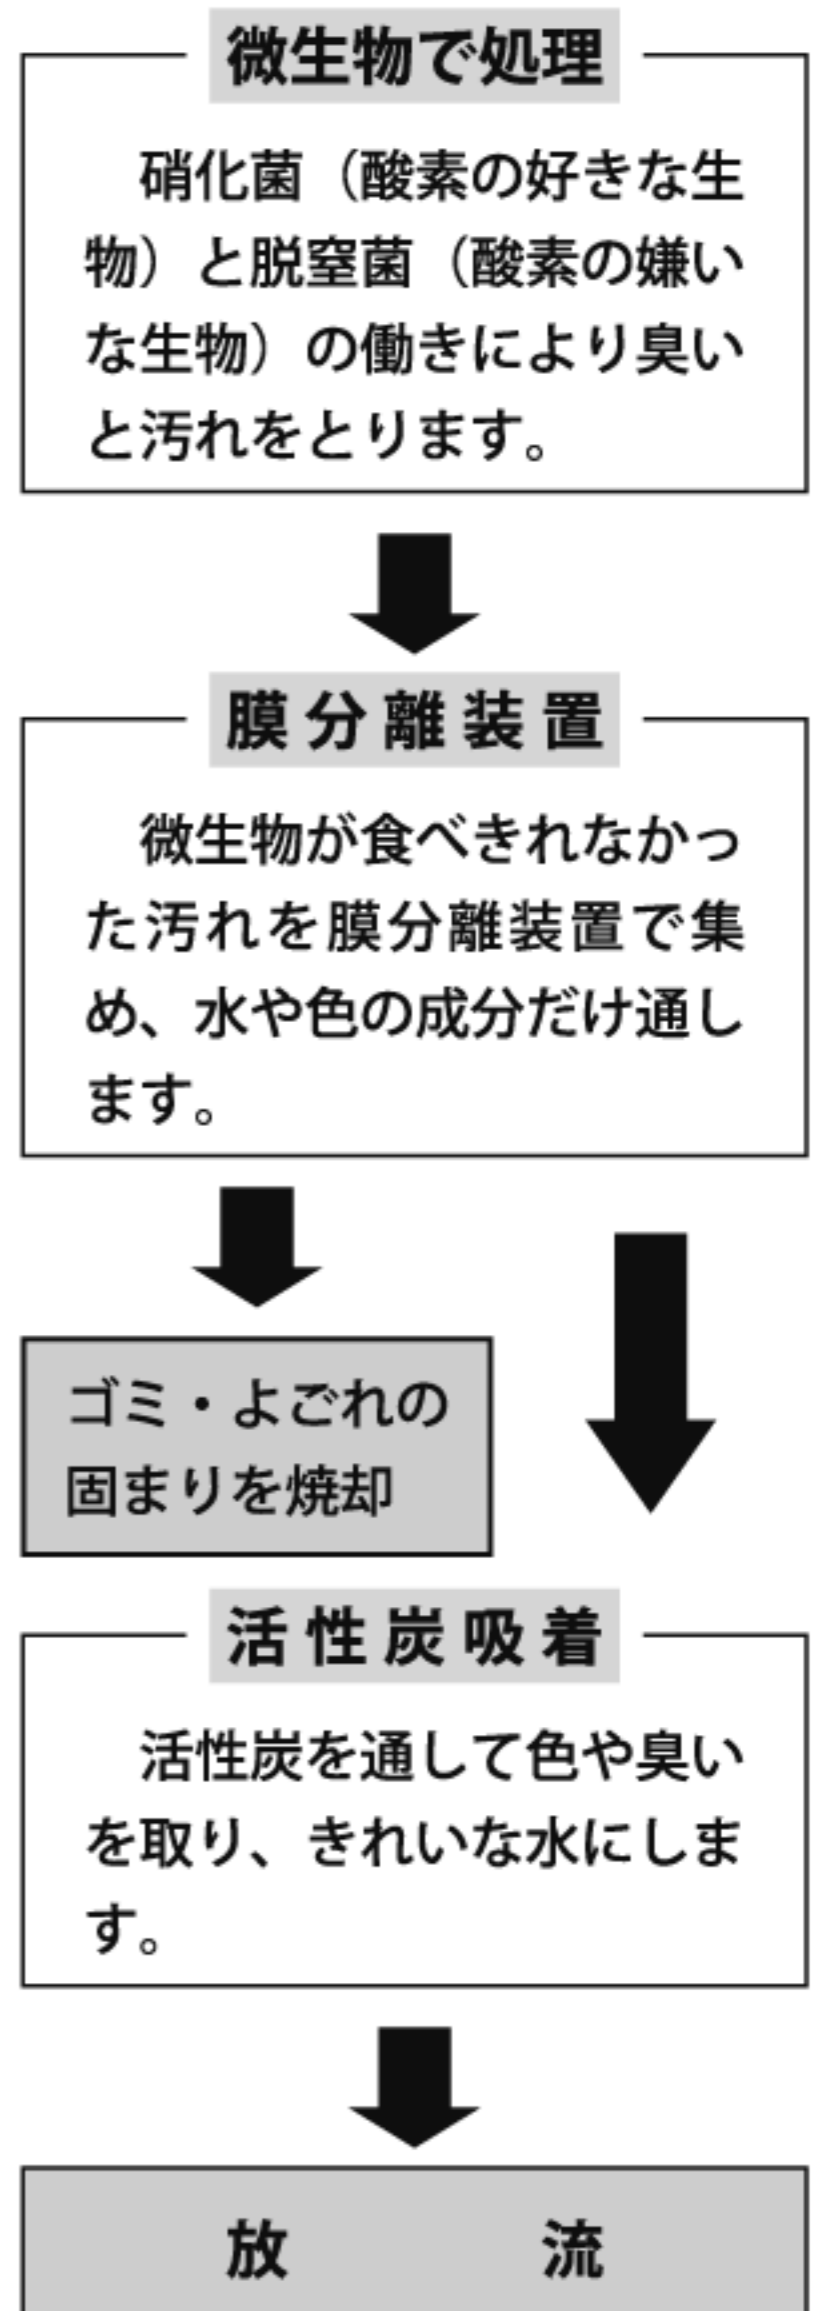 微生物で処理
硝化菌（酸素の好きな生
物）と脱窒菌（酸素の嫌い
な生物）の働きにより臭い
と汚れをとります。
膜分離装置
微生物が食べきれなかっ
た汚れを膜分離装置で集
め、水や色の成分だけ通し
ます。
ゴミ・よごれの
固まりを焼却
活性炭吸着
活性炭を通して色や臭い
を取り、きれいな水にしま
す。
放流